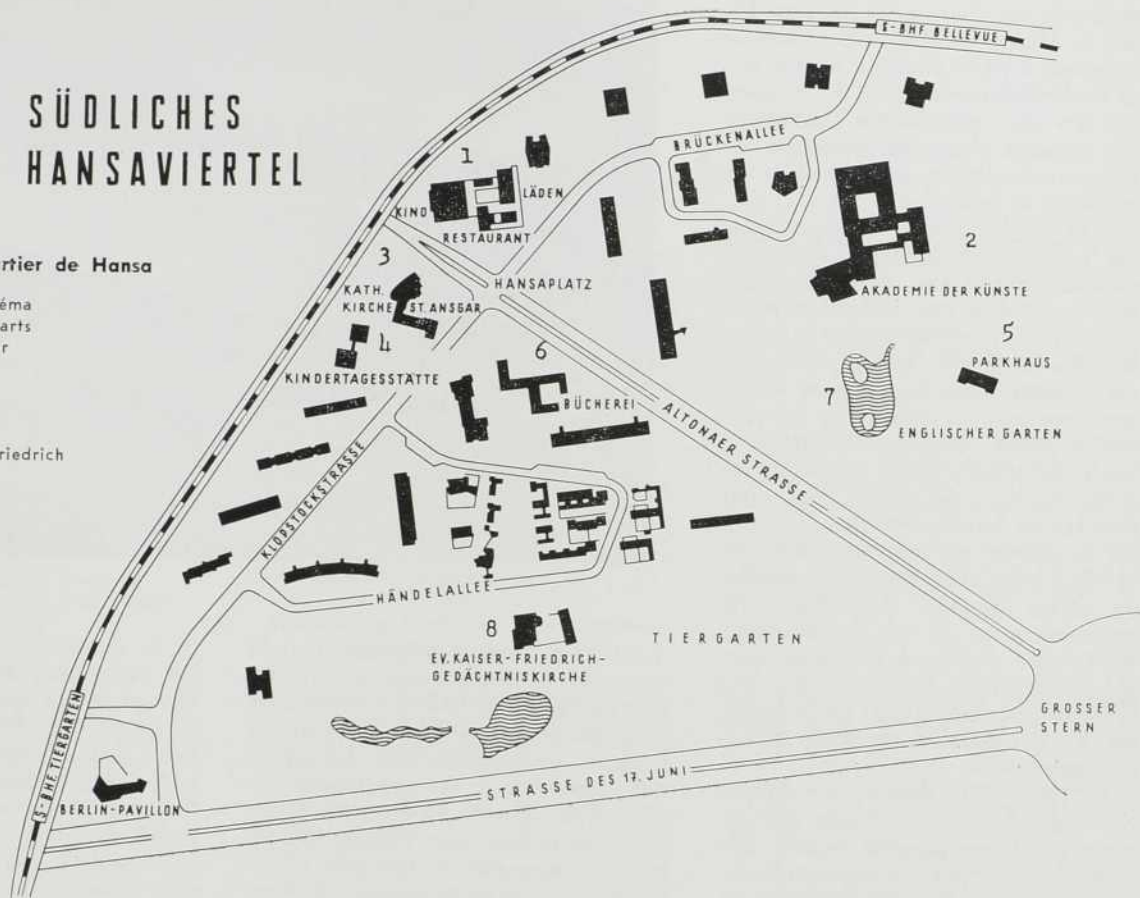 SÜDLICHES
HANSAVIERTEL
rtier de Hansa
éma
arts
r
riedrich
S-BHF BELLEVUE
BRÜCKENALLEE
1
KINO
LÄDEN
RESTAURANT
2
AKADEMIE DER KÜNSTE
3
KATH.
KIRCHE ST. ANSGAR
HANSAPLATZ
4
KINDERTAGESSTÄTTE
5
PARKHAUS
6
BÜCHEREI
7
ENGLISCHER GARTEN
ALTONAER STRASSE
KLOPSTOCKSTRASSE
HÄNDELALLEE
8
EV. KAISER-FRIEDRICH-
GEDÄCHTNISKIRCHE
TIERGARTEN
GROSSER
STERN
S-BHF. TIERGARTEN
BERLIN-PAVILLON
STRASSE DES 17. JUNI